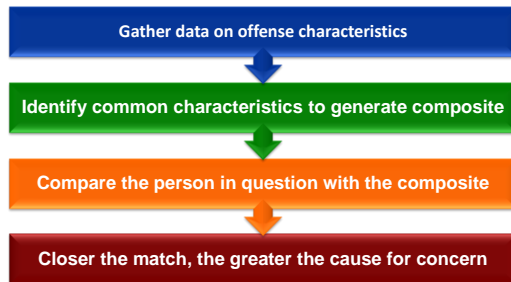 Gather data on offense characteristics
Identify common characteristics to generate composite
Compare the person in question with the composite
Closer the match, the greater the cause for concern